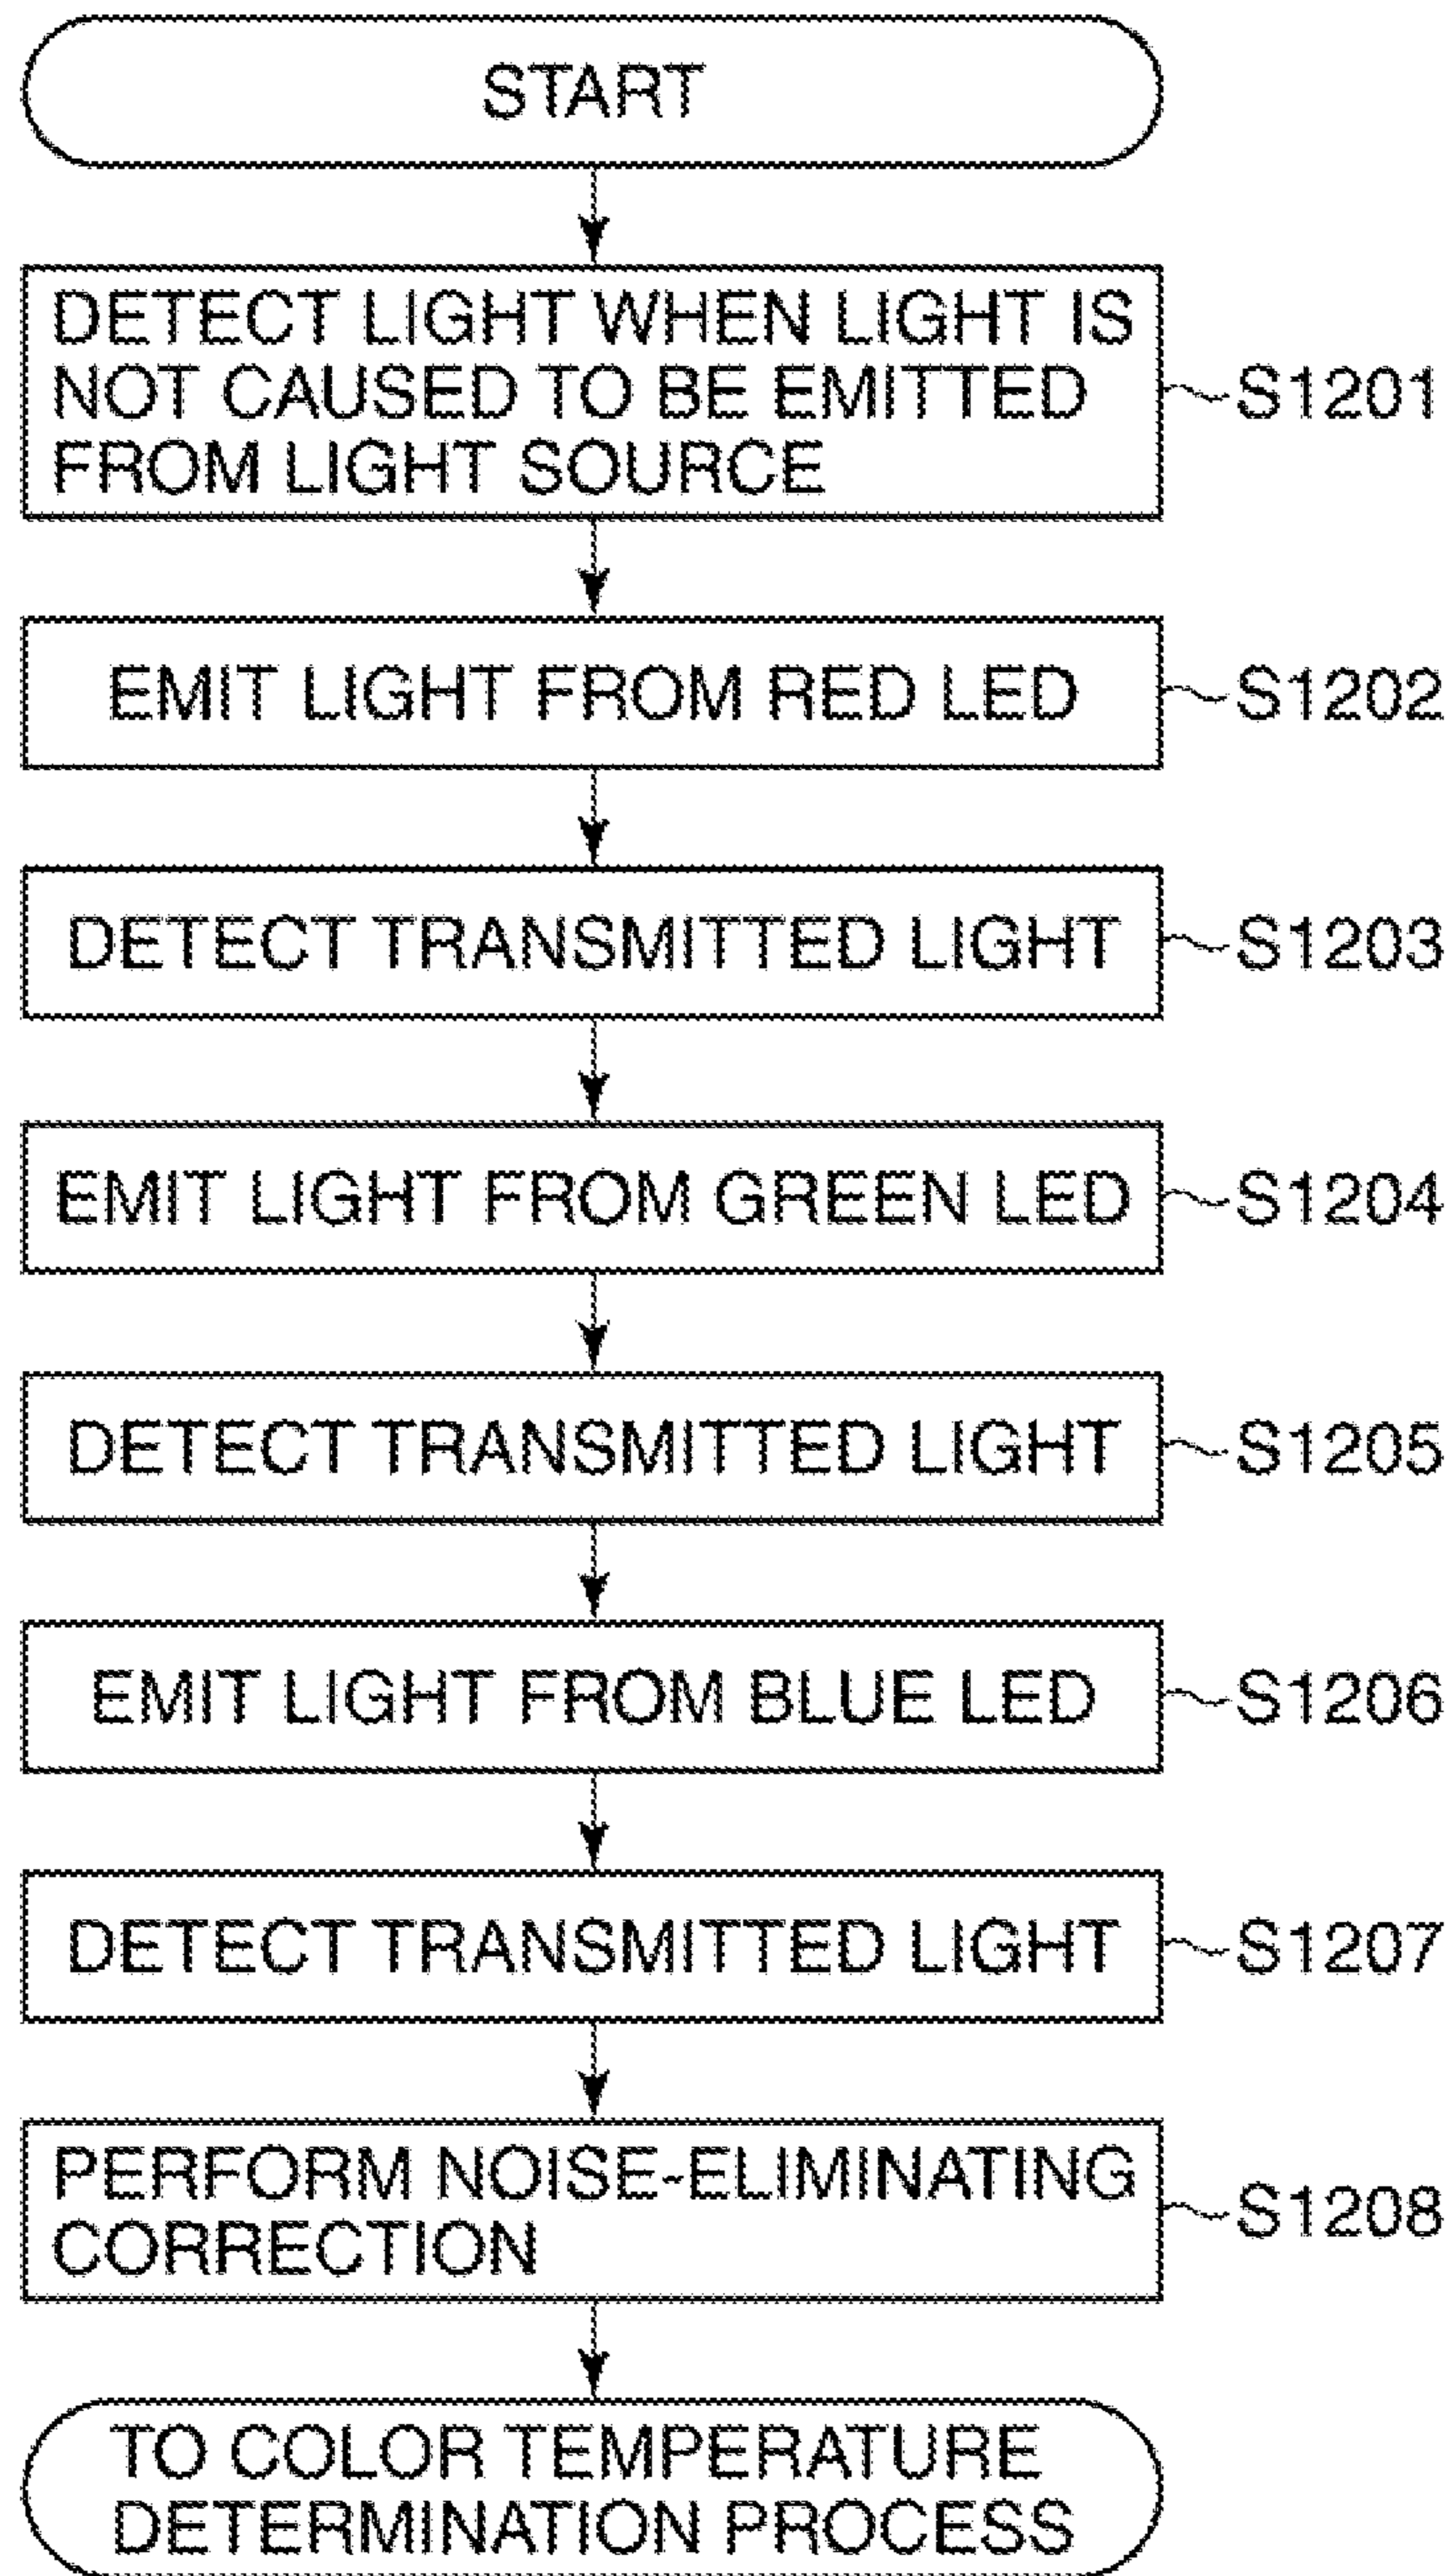 START
DETECT LIGHT WHEN LIGHT IS
NOT CAUSED TO BE EMITTED
FROM LIGHT SOURCE
S1201
EMIT LIGHT FROM RED LED
S1202
DETECT TRANSMITTED LIGHT
S1203
EMIT LIGHT FROM GREEN LED
S1204
DETECT TRANSMITTED LIGHT
S1205
EMIT LIGHT FROM BLUE LED
S1206
DETECT TRANSMITTED LIGHT
S1207
PERFORM NOISE-ELIMINATING
CORRECTION
S1208
TO COLOR TEMPERATURE
DETERMINATION PROCESS